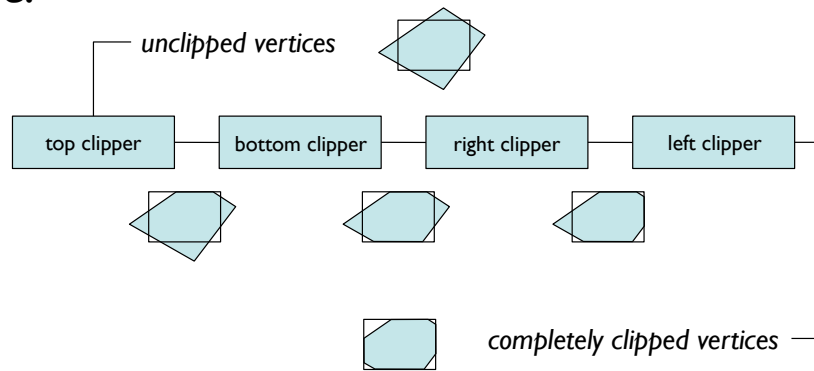 unclipped vertices
top clipper
bottom clipper
right clipper
left clipper
completely clipped vertices